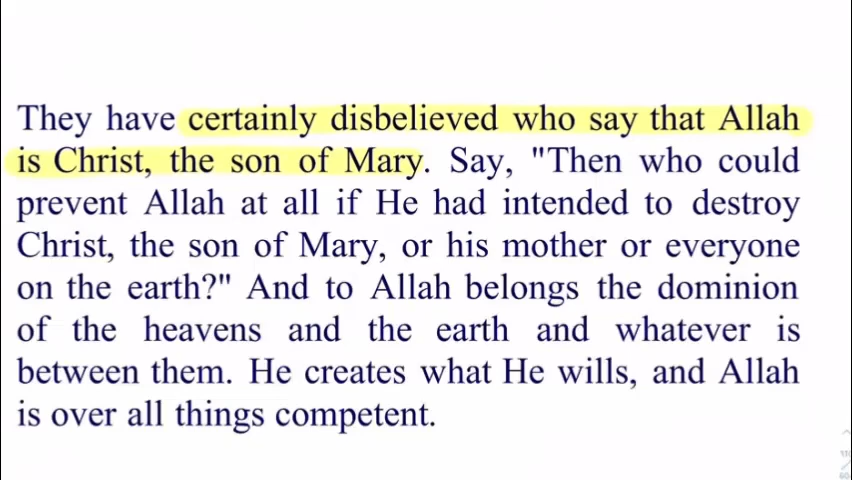 They have certainly disbelieved who say that Allah
is Christ, the son of Mary. Say, "Then who could
prevent Allah at all if He had intended to destroy
Christ, the son of Mary, or his mother or everyone
on the earth?" And to Allah belongs the dominion
of the heavens and the earth and whatever is
between them. He creates what He wills, and Allah
is over all things competent.